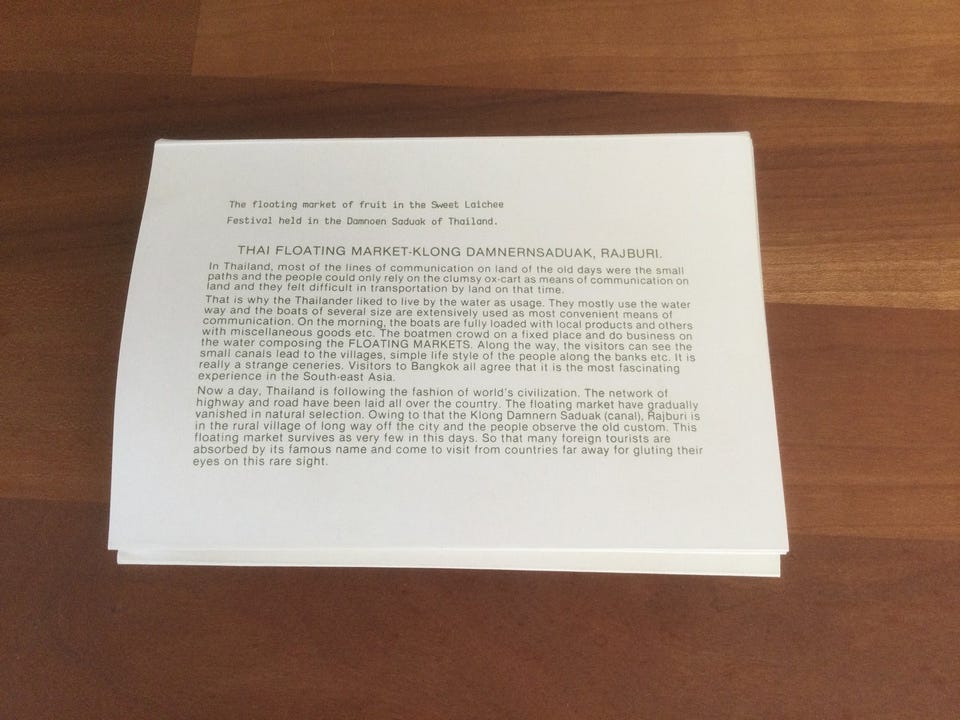 The floating market of fruit in the Sweet Laichee
Festival held in the Damnoen Saduak of Thailand.
THAI FLOATING MARKET-KLONG DAMNERNSADUAK, RAJBURI.
In Thailand, most of the lines of communication on land of the old days were the small
paths and the people could only rely on the clumsy ox-cart as means of communication on
land and they felt difficult in transportation by land on that time.
That is why the Thailander liked to live by the water as usage. They mostly use the water
way and the boats of several size are extensively used as most convenient means of
communication. On the morning, the boats are fully loaded with local products and others
with miscellaneous goods etc. The boatmen crowd on a fixed place and do business on
the water composing the FLOATING MARKETS. Along the way, the visitors can see the
small canals lead to the villages, simple life style of the people along the banks etc. It is
really a strange ceneries. Visitors to Bangkok all agree that it is the most fascinating
experience in the South-east Asia.
Now a day, Thailand is following the fashion of world's civilization. The network of
highway and road have been laid all over the country. The floating market have gradually
vanished in natural selection. Owing to that the Klong Damnern Saduak (canal), Rajburi is
in the rural village of long way off the city and the people observe the old custom. This
floating market survives as very few in this days. So that many foreign tourists are
absorbed by its famous name and come to visit from countries far away for gluting their
eyes on this rare sight.